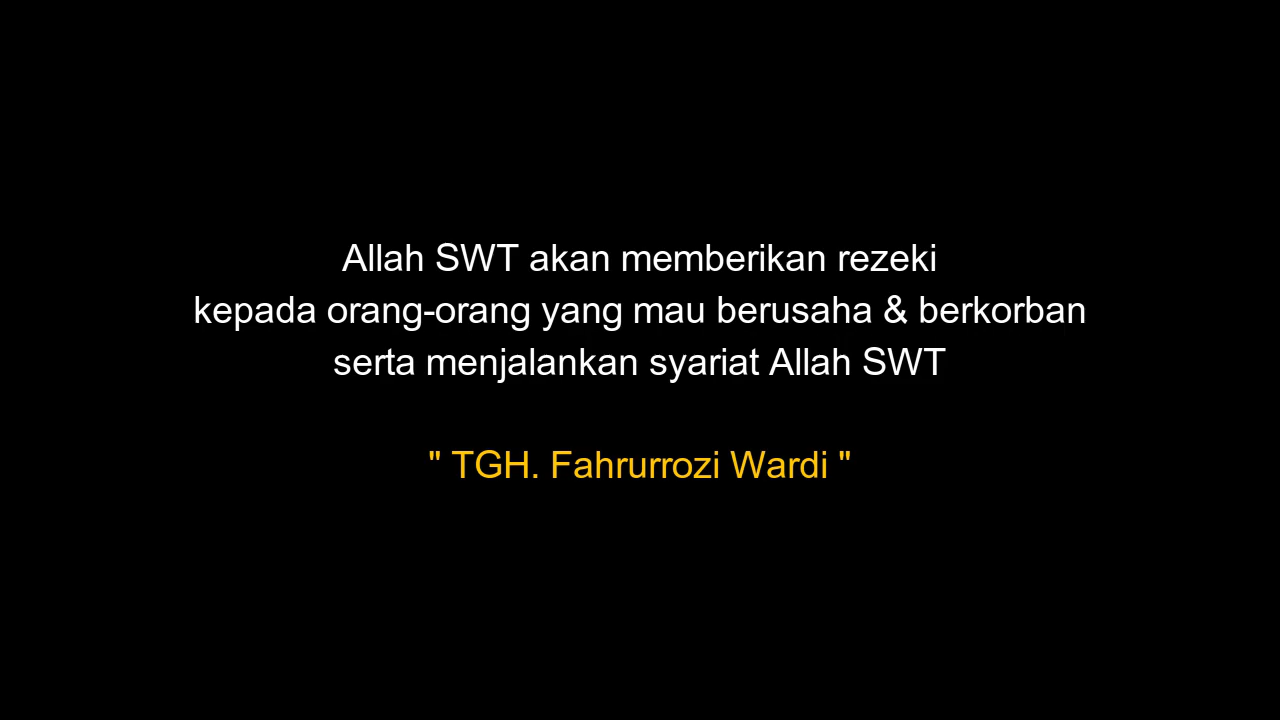 Allah SWT akan memberikan rezeki
kepada orang-orang yang mau berusaha & berkorban
serta menjalankan syariat Allah SWT
" TGH. Fahrurrozi Wardi "